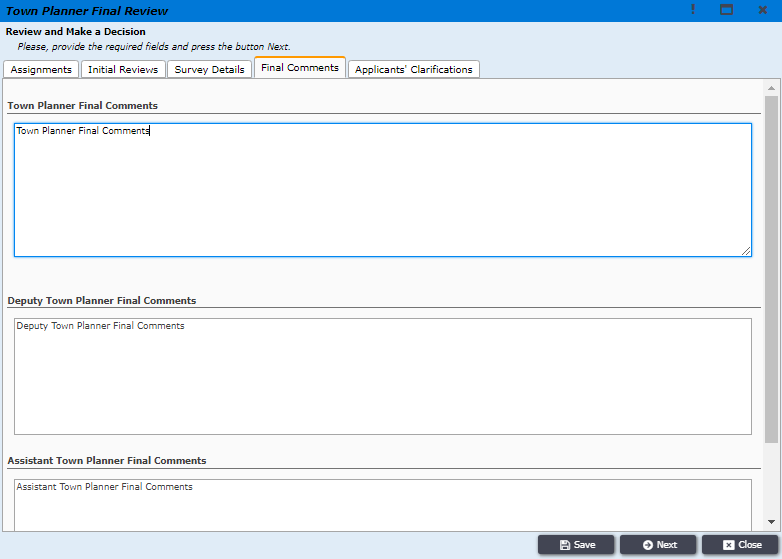 Town Planner Final Review
Review and Make a Decision
Please, provide the required fields and press the button Next.
Assignments Initial Reviews Survey Details Final Comments Applicants' Clarifications
Town Planner Final Comments
Town Planner Final Comments
Deputy Town Planner Final Comments
Deputy Town Planner Final Comments
Assistant Town Planner Final Comments
Assistant Town Planner Final Comments
Save Next Close